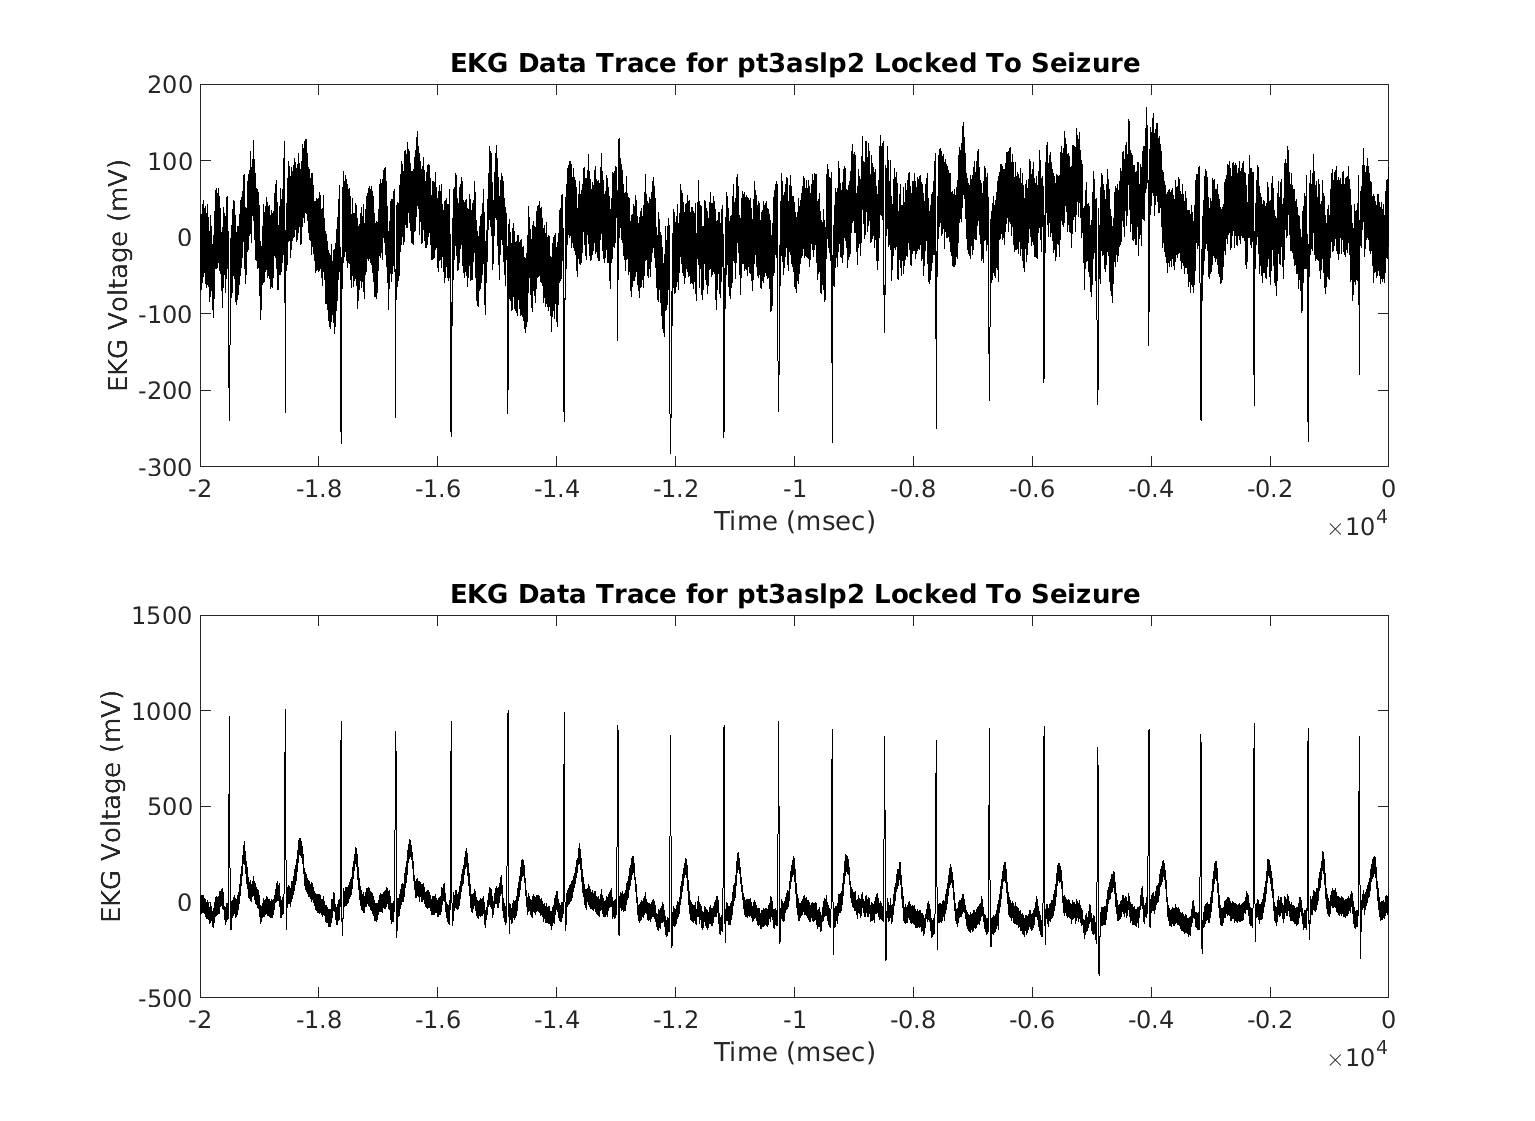 EKG Data Trace for pt3aslp2 Locked To Seizure
200
100
0
-100
-200
-300
EKG Voltage (mV)
-2 -1.8 -1.6 -1.4 -1.2 -1 -0.8 -0.6 -0.4 -0.2 0
Time (msec)
×10^4
EKG Data Trace for pt3aslp2 Locked To Seizure
1500
1000
500
0
-500
EKG Voltage (mV)
-2 -1.8 -1.6 -1.4 -1.2 -1 -0.8 -0.6 -0.4 -0.2 0
Time (msec)
×10^4